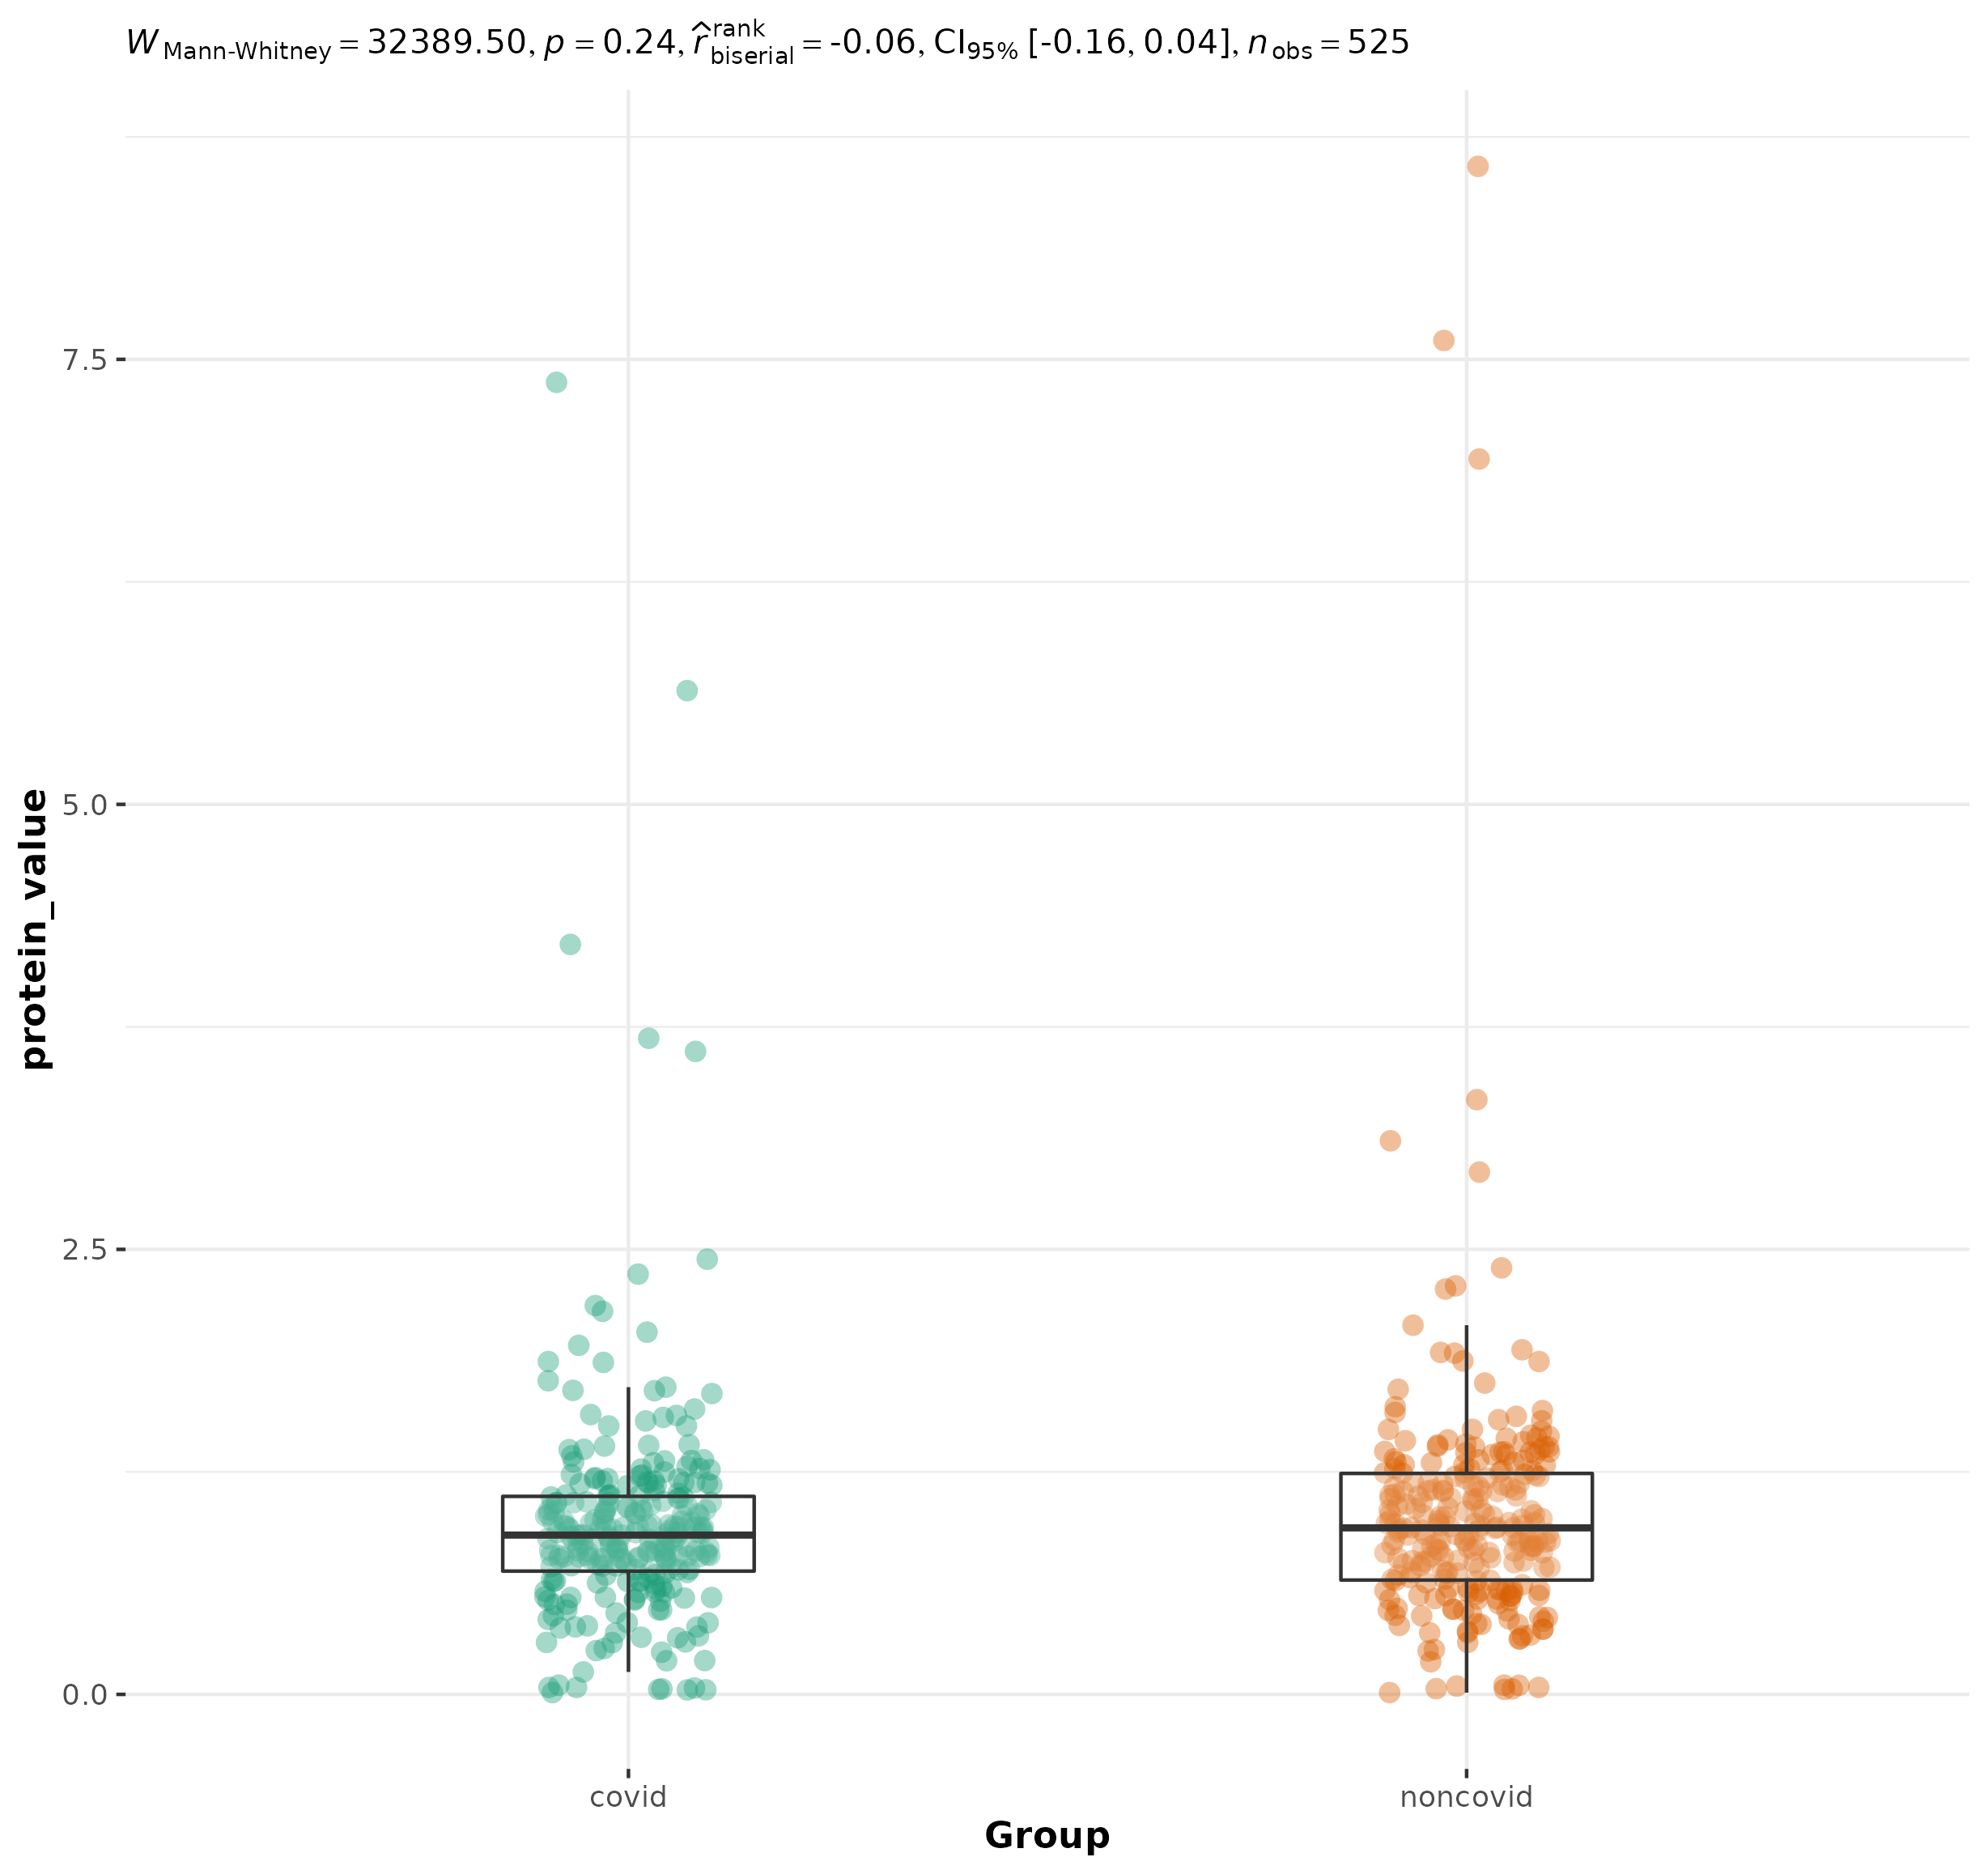 W Mann-Whitney = 32389.50, p = 0.24, r̂ rank biserial = -0.06, CI95% [-0.16, 0.04], n obs = 525
protein_value
7.5
5.0
2.5
0.0
covid noncovid
Group